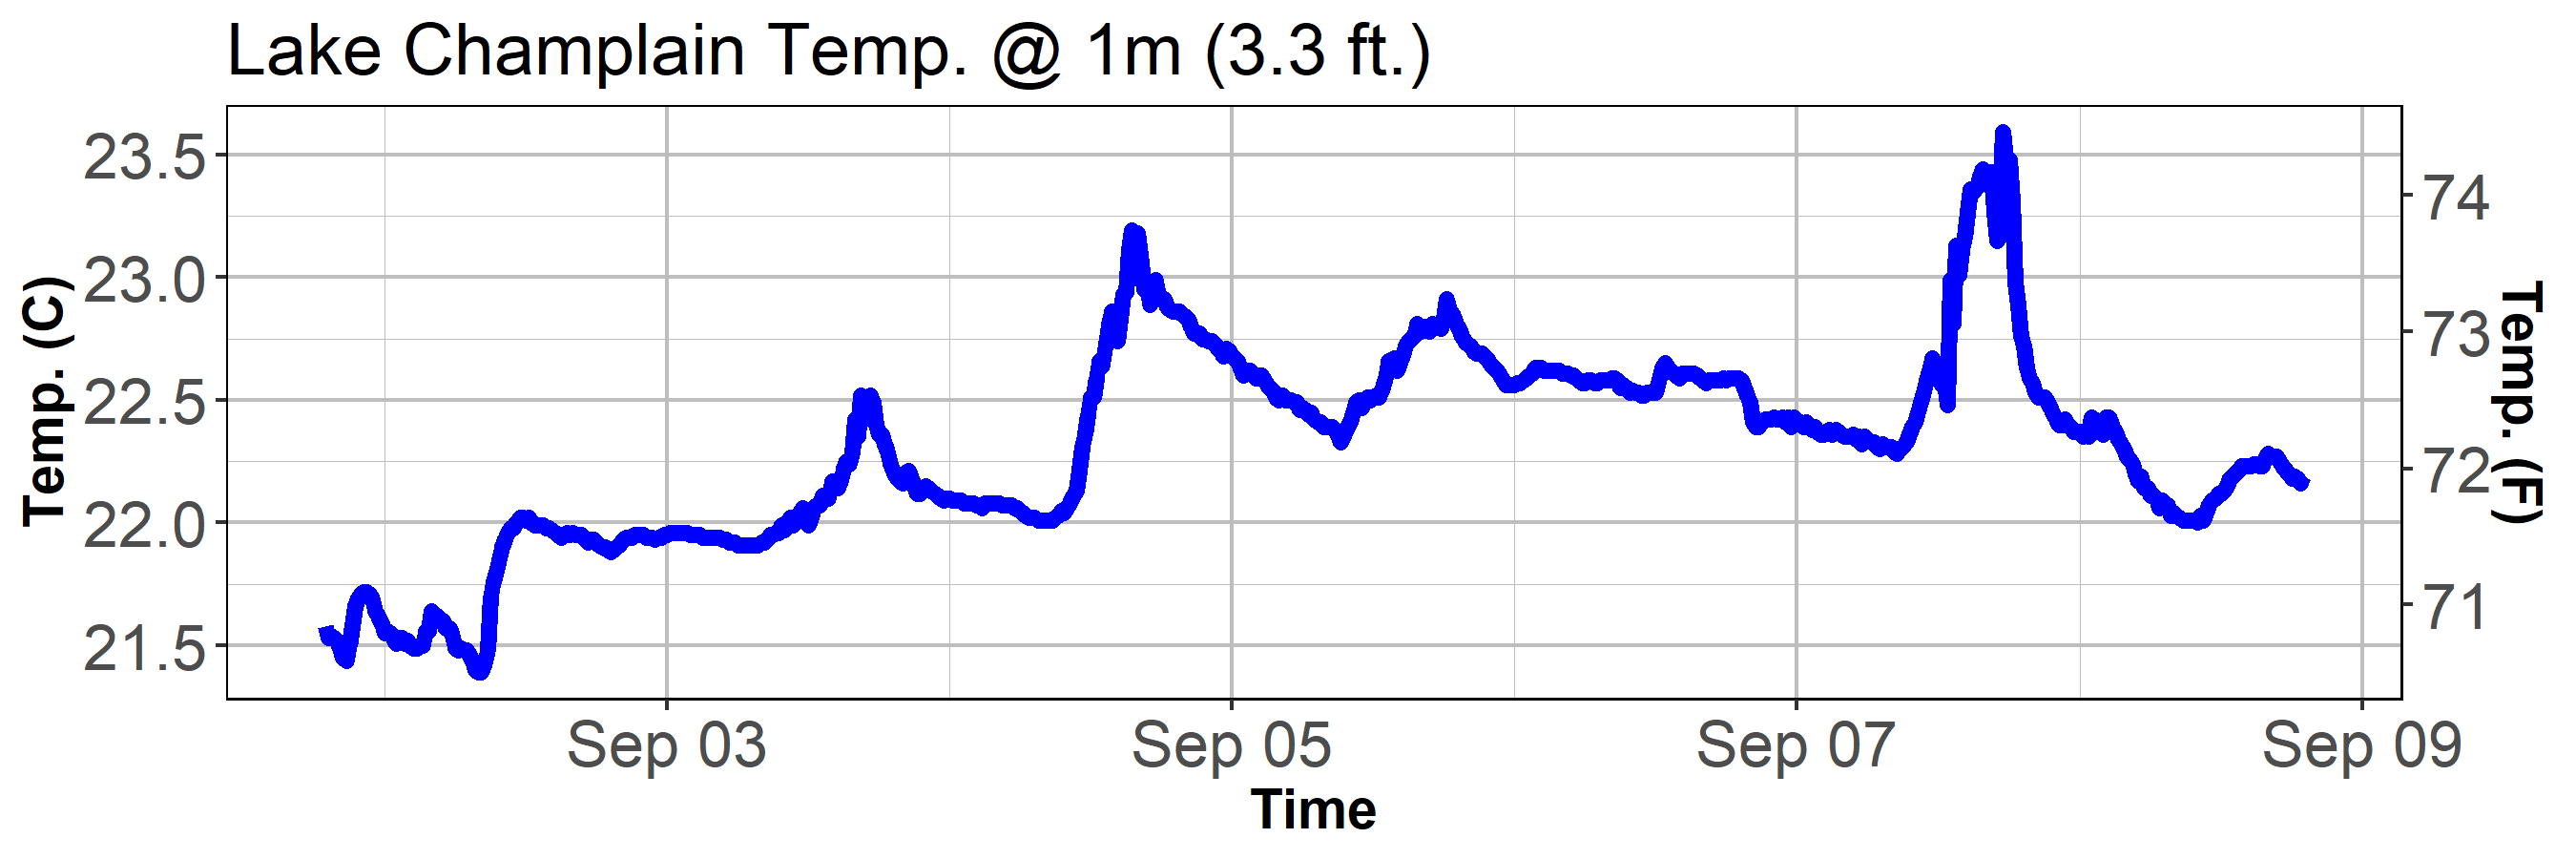 Lake Champlain Temp. @ 1m (3.3 ft.)
Temp. (C)
23.5
23.0
22.5
22.0
21.5
74
73
72
71
Temp. (F)
Sep 03
Sep 05
Sep 07
Sep 09
Time